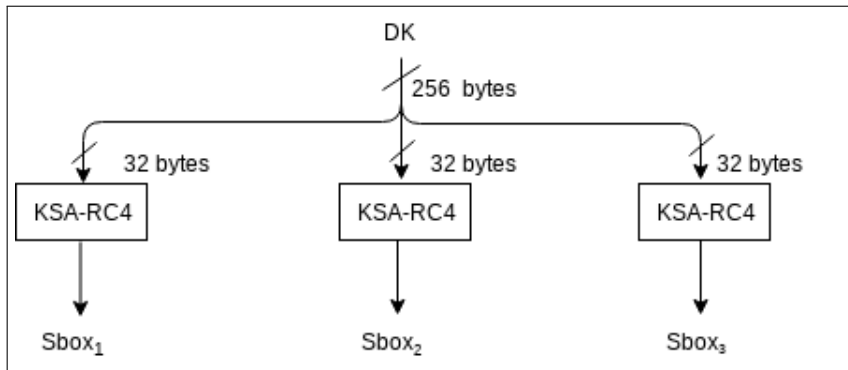 DK
256 bytes
32 bytes
32 bytes
32 bytes
KSA-RC4
KSA-RC4
KSA-RC4
Sbox₁
Sbox₂
Sbox₃